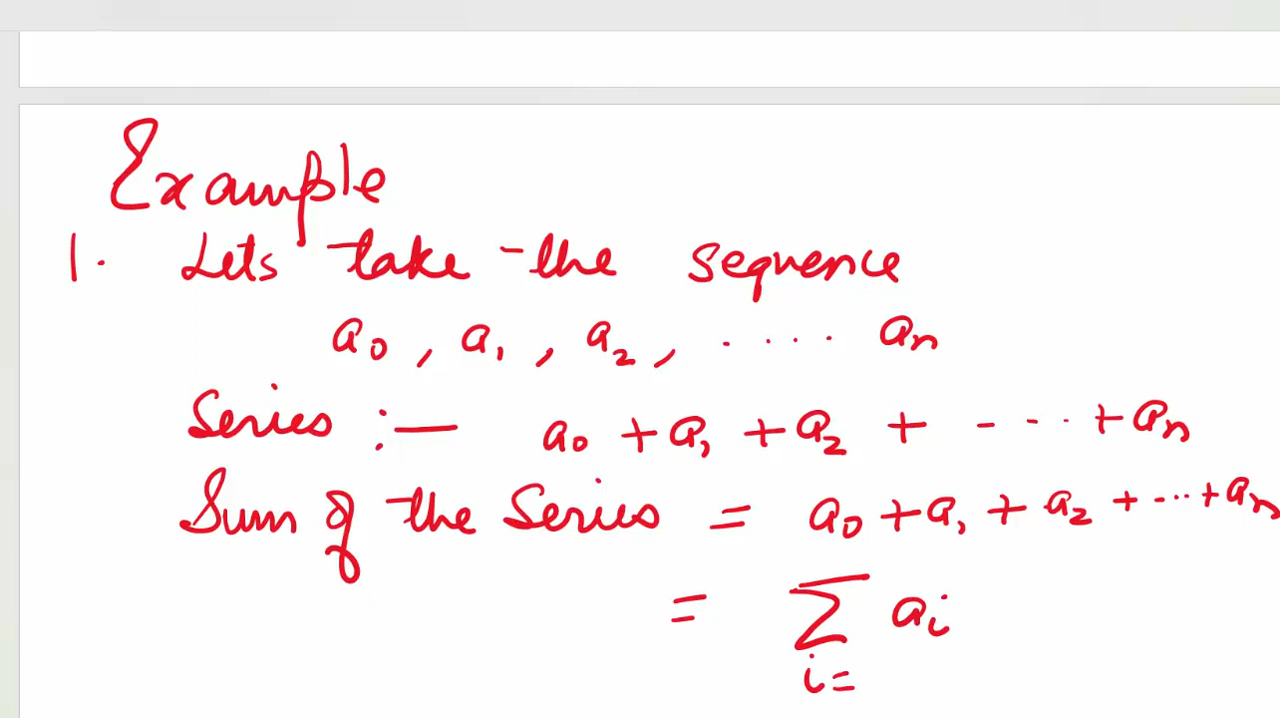 Example
1. Lets take the sequence
a₀, a₁, a₂, ..... aₙ
Series :— a₀ + a₁ + a₂ + - ... + aₙ
Sum of the Series = a₀ + a₁ + a₂ + ... + aₙ
= ∑ aᵢ
i=